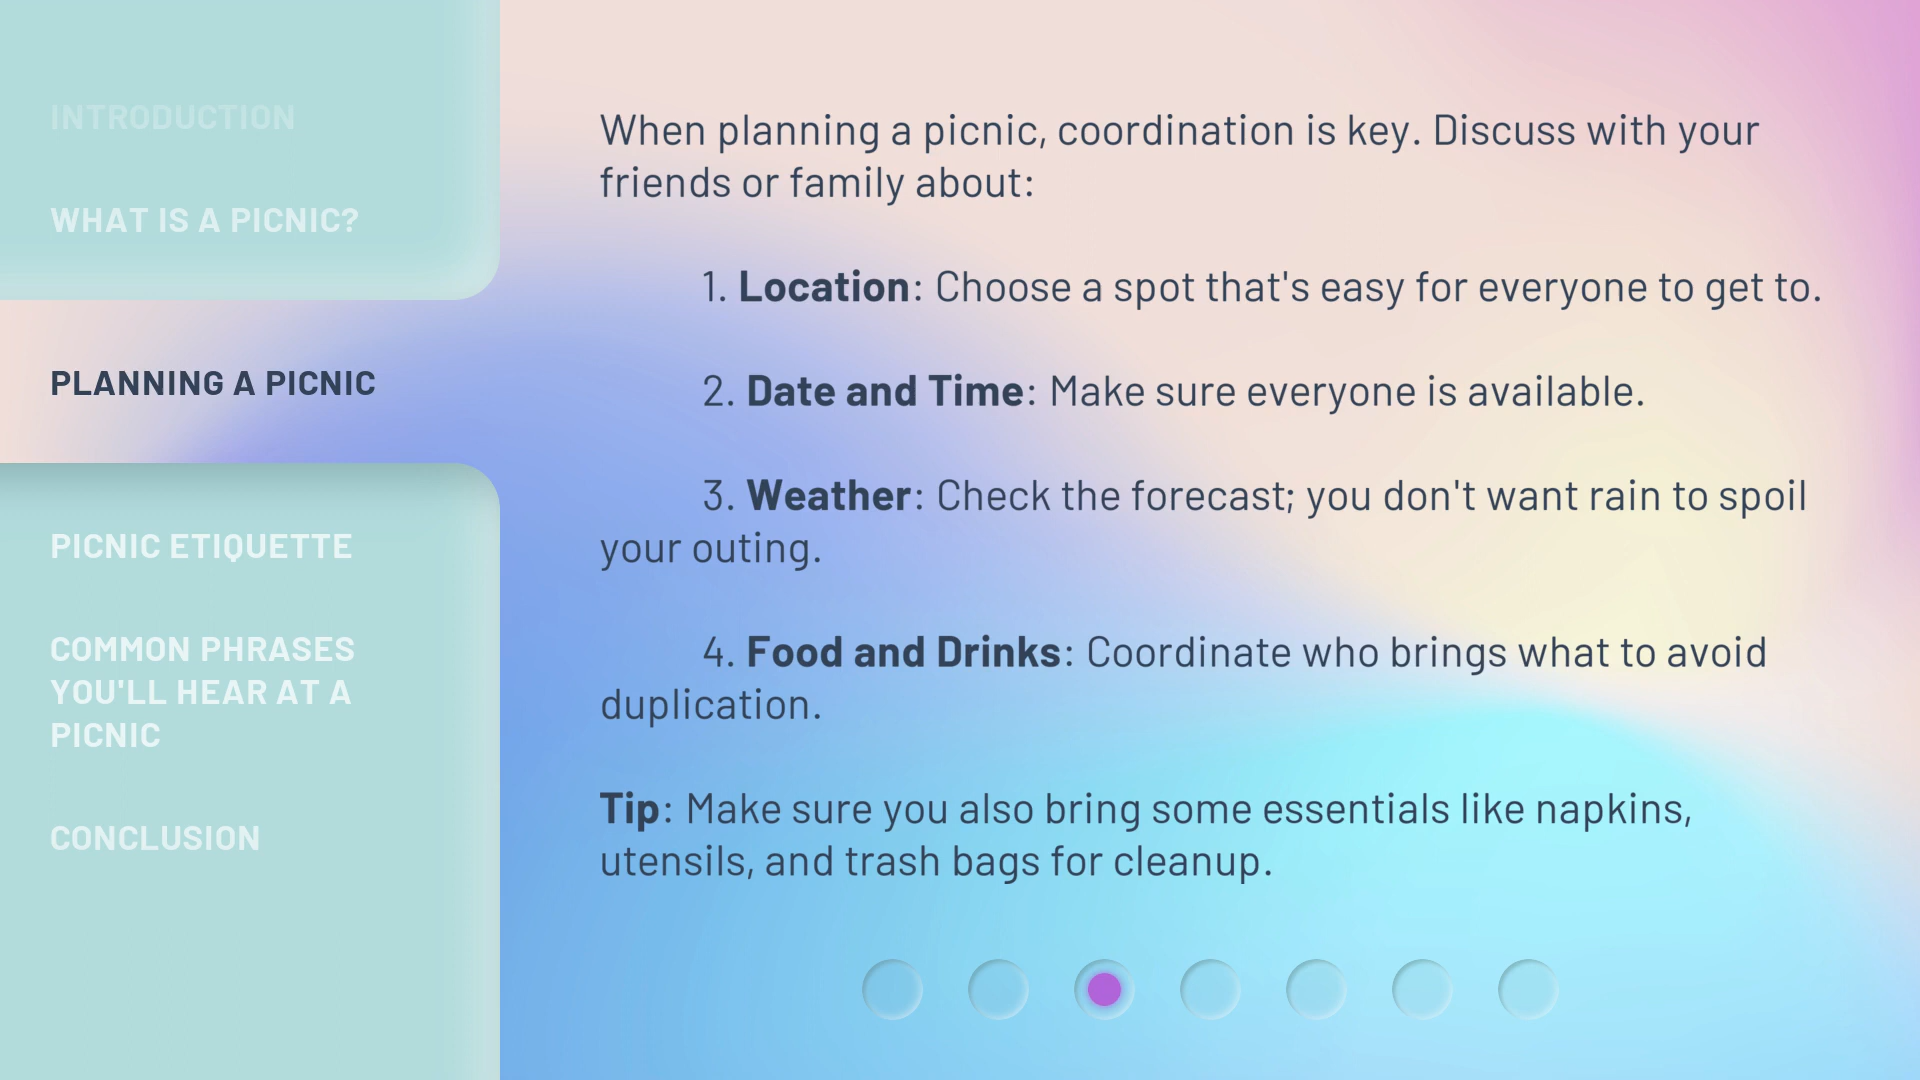 INTRODUCTION
WHAT IS A PICNIC?
PLANNING A PICNIC
PICNIC ETIQUETTE
COMMON PHRASES
YOU'LL HEAR AT A
PICNIC
CONCLUSION
When planning a picnic, coordination is key. Discuss with your
friends or family about:
1. Location: Choose a spot that's easy for everyone to get to.
2. Date and Time: Make sure everyone is available.
3. Weather: Check the forecast; you don't want rain to spoil
your outing.
4. Food and Drinks: Coordinate who brings what to avoid
duplication.
Tip: Make sure you also bring some essentials like napkins,
utensils, and trash bags for cleanup.